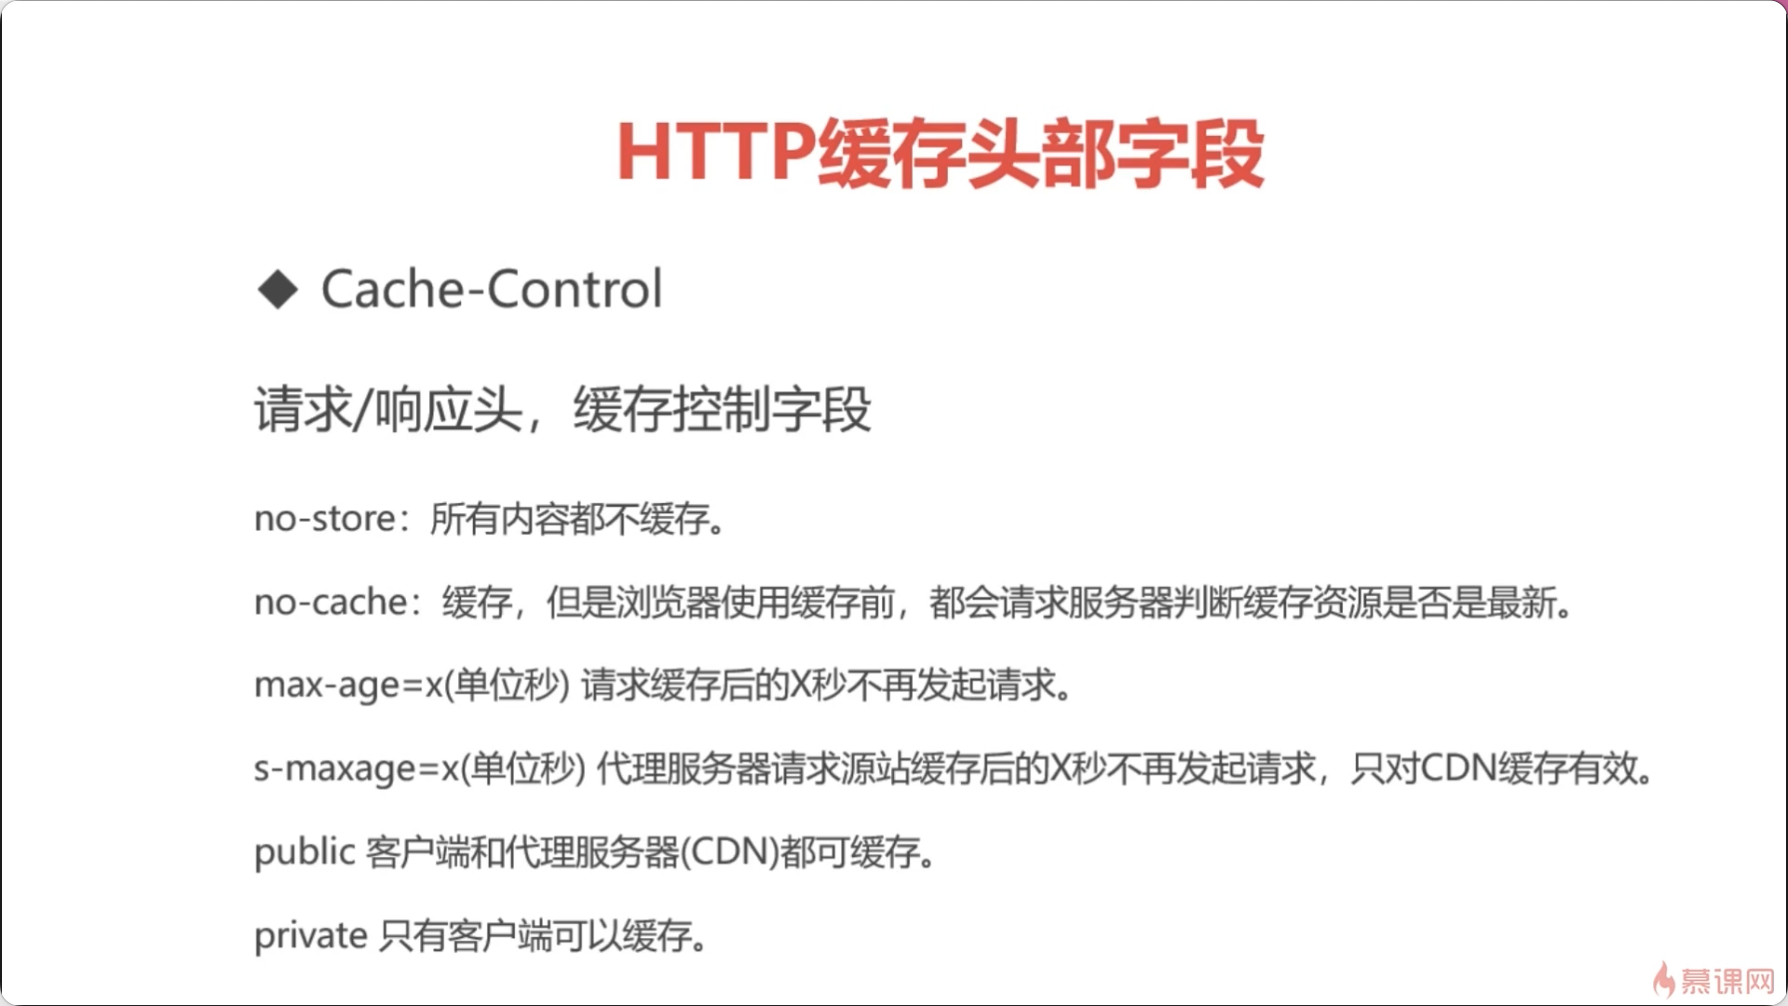 HTTP缓存头部字段
◆ Cache-Control
请求/响应头，缓存控制字段
no-store：所有内容都不缓存。
no-cache：缓存，但是浏览器使用缓存前，都会请求服务器判断缓存资源是否是最新。
max-age=x(单位秒) 请求缓存后的X秒不再发起请求。
s-maxage=x(单位秒) 代理服务器请求源站缓存后的X秒不再发起请求，只对CDN缓存有效。
public 客户端和代理服务器(CDN)都可缓存。
private 只有客户端可以缓存。
慕课网